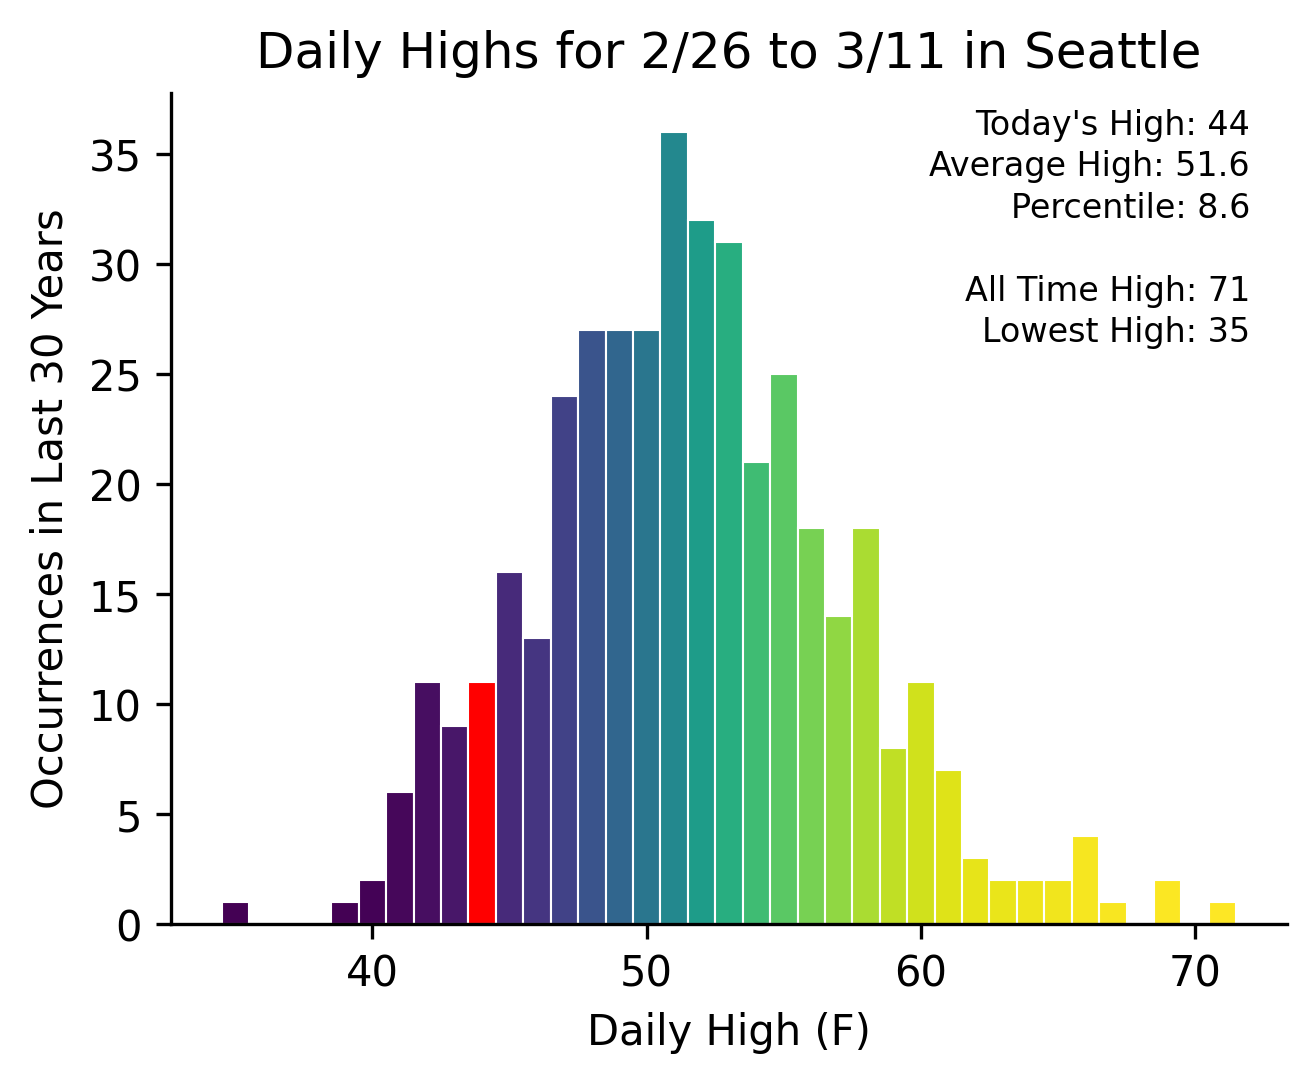 Daily Highs for 2/26 to 3/11 in Seattle
Today's High: 44
Average High: 51.6
Percentile: 8.6
All Time High: 71
Lowest High: 35
Occurrences in Last 30 Years
35
30
25
20
15
10
5
0
40 50 60 70
Daily High (F)